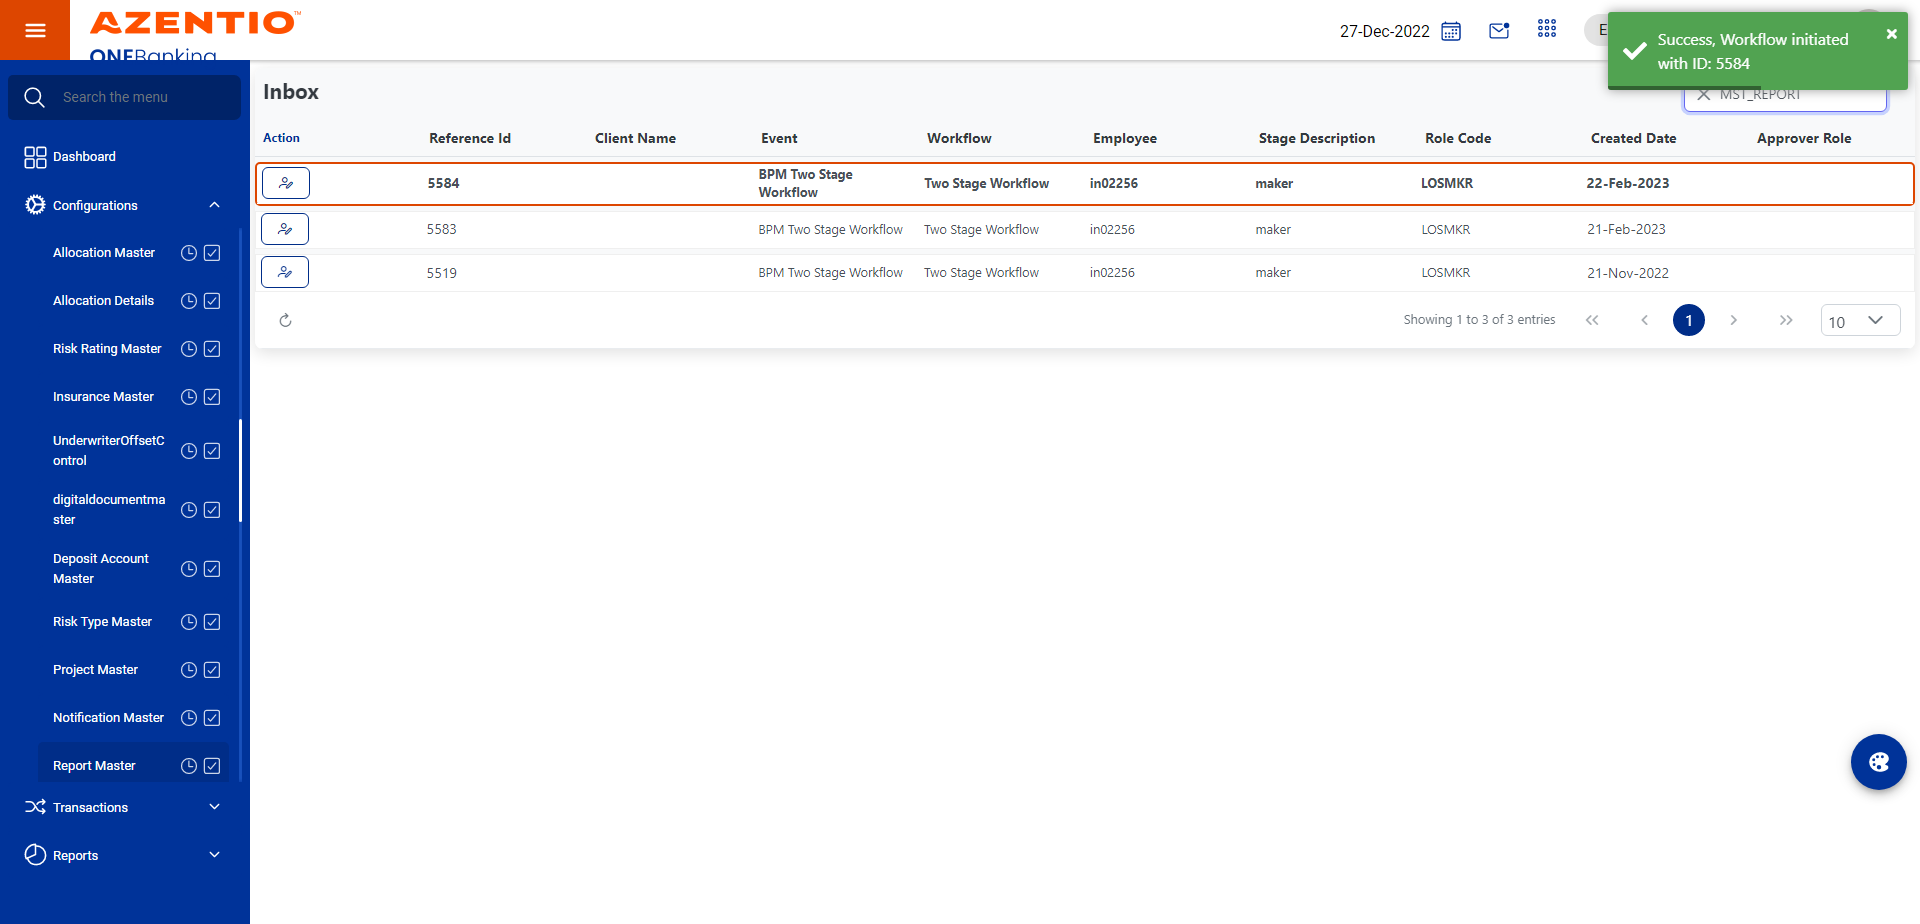 AZENTIO™
ONEBanking
27-Dec-2022
E
Success, Workflow initiated
with ID: 5584
Search the menu
Inbox
MST_REPORT
Action Reference Id Client Name Event Workflow Employee Stage Description Role Code Created Date Approver Role
5584 BPM Two Stage Workflow Two Stage Workflow in02256 maker LOSMKR 22-Feb-2023
5583 BPM Two Stage Workflow Two Stage Workflow in02256 maker LOSMKR 21-Feb-2023
5519 BPM Two Stage Workflow Two Stage Workflow in02256 maker LOSMKR 21-Nov-2022
Showing 1 to 3 of 3 entries 1 10
Dashboard
Configurations
Allocation Master
Allocation Details
Risk Rating Master
Insurance Master
UnderwriterOffsetC
ontrol
digitaldocumentma
ster
Deposit Account
Master
Risk Type Master
Project Master
Notification Master
Report Master
Transactions
Reports